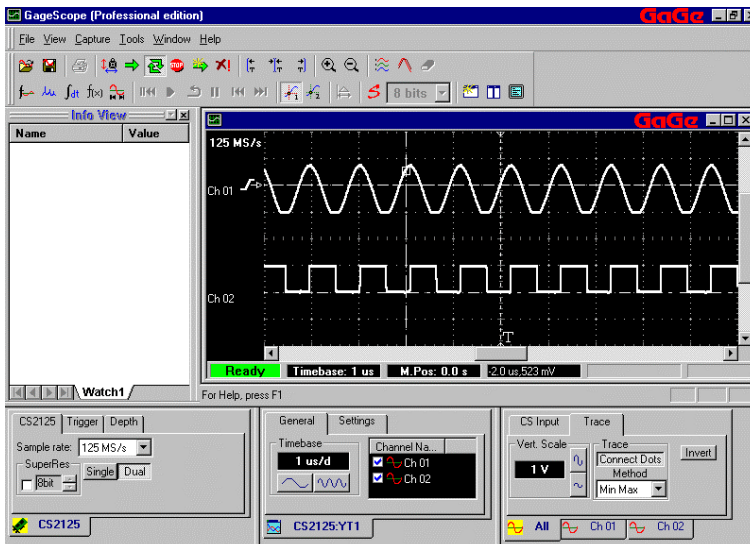 GageScope (Professional edition)
GaGe
File View Capture Tools Window Help
STOP
f(x)
8 bits
Info View
Name Value
Watch1
GaGe
125 MS/s
Ch 01
Ch 02
T
Ready Timebase: 1 us M.Pos: 0.0 s -2.0 us,523 mV
For Help, press F1
CS2125 Trigger Depth
Sample rate: 125 MS/s
SuperRes
8bit
Single Dual
CS2125
General Settings
Timebase
1 us/d
Channel Na...
Ch 01
Ch 02
CS2125:YT1
CS Input Trace
Vert. Scale
1 V
Trace
Connect Dots
Method
Min Max
Invert
All Ch 01 Ch 02